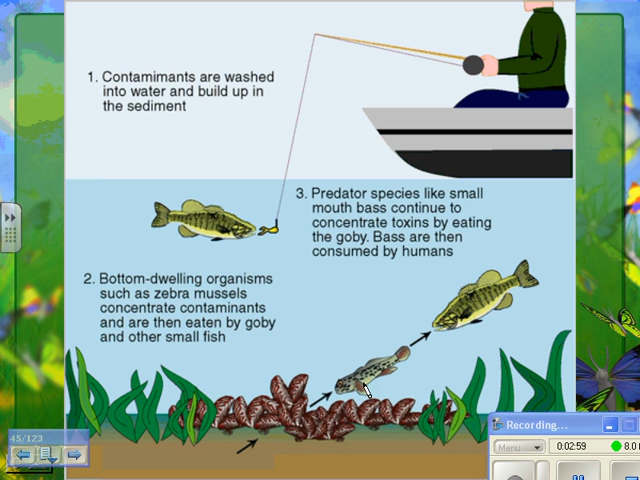 1. Contamimants are washed
into water and build up in
the sediment
3. Predator species like small
mouth bass continue to
concentrate toxins by eating
the goby. Bass are then
consumed by humans
2. Bottom-dwelling organisms
such as zebra mussels
concentrate contaminants
and are then eaten by goby
and other small fish
45/123
Recording...
Menu
0:02:59
8.0